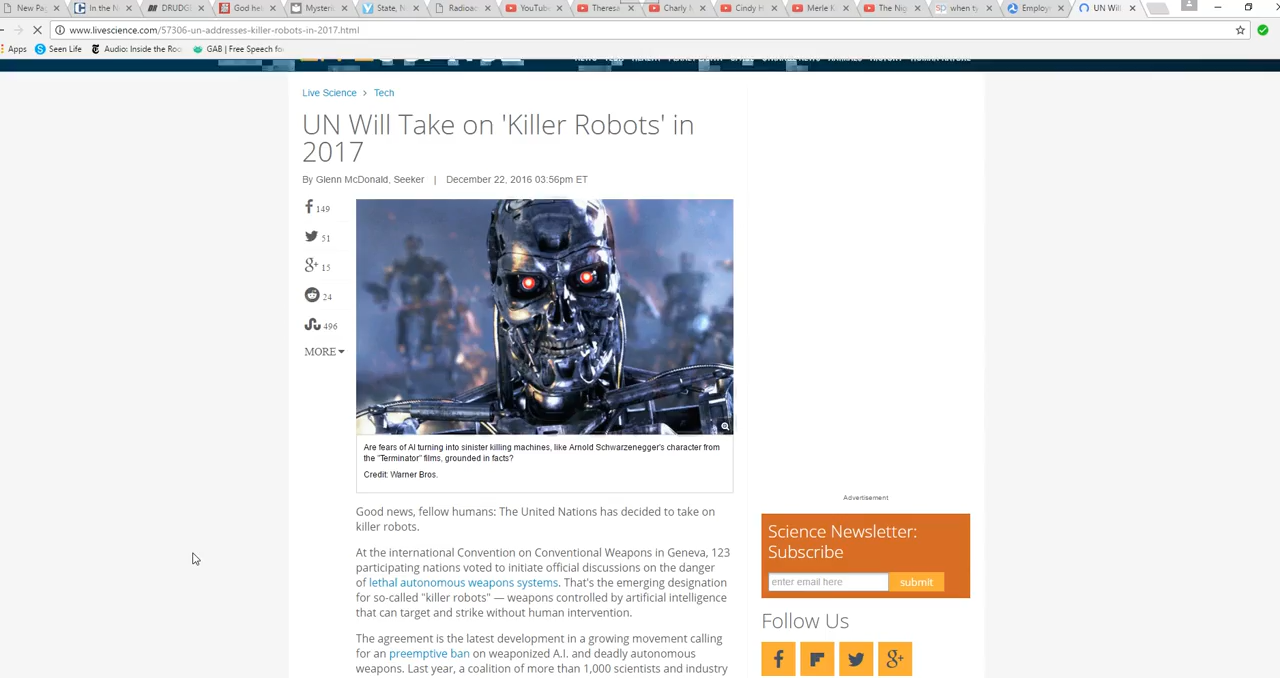 New Pag
In the N
DRUDG
God he
Mysteri
State, N
Radioac
YouTub
Theresa
Charly M
Cindy H
Merle K
The Nig
when ty
Employ
UN Will
www.livescience.com/57306-un-addresses-killer-robots-in-2017.html
Apps
Seen Life
Audio: Inside the Roo
GAB | Free Speech fo
Live Science > Tech
UN Will Take on 'Killer Robots' in
2017
By Glenn McDonald, Seeker | December 22, 2016 03:56pm ET
149
51
15
24
496
MORE
Are fears of AI turning into sinister killing machines, like Arnold Schwarzenegger's character from
the "Terminator" films, grounded in facts?
Credit: Warner Bros.
Good news, fellow humans: The United Nations has decided to take on
killer robots.
At the international Convention on Conventional Weapons in Geneva, 123
participating nations voted to initiate official discussions on the danger
of lethal autonomous weapons systems. That's the emerging designation
for so-called "killer robots" — weapons controlled by artificial intelligence
that can target and strike without human intervention.
The agreement is the latest development in a growing movement calling
for an preemptive ban on weaponized A.I. and deadly autonomous
weapons. Last year, a coalition of more than 1,000 scientists and industry
Advertisement
Science Newsletter:
Subscribe
enter email here
submit
Follow Us